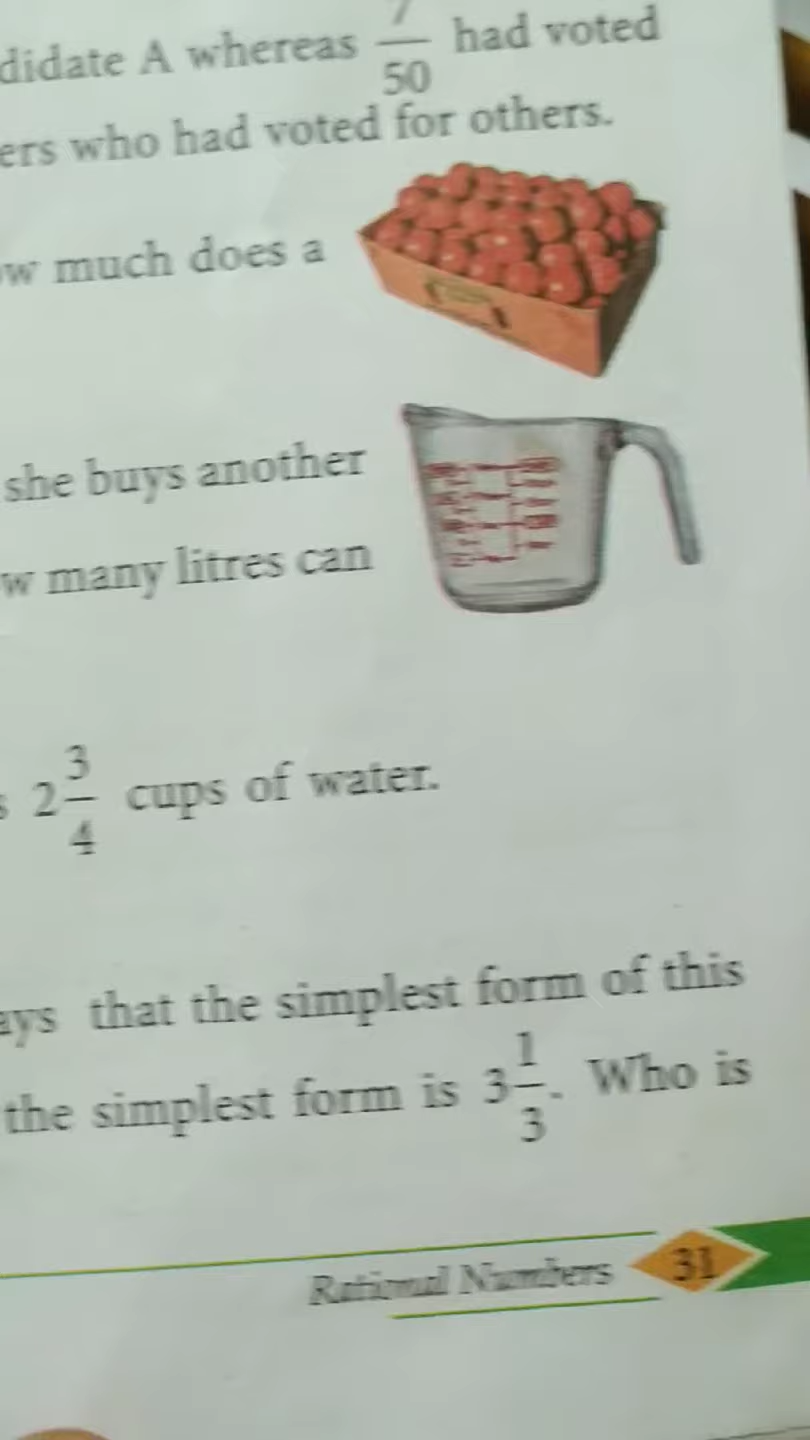 didate A whereas 7/50 had voted
ers who had voted for others.
ow much does a
she buys another
w many litres can
s 2 3/4 cups of water.
ays that the simplest form of this
the simplest form is 3 1/3. Who is
Rational Numbers 31